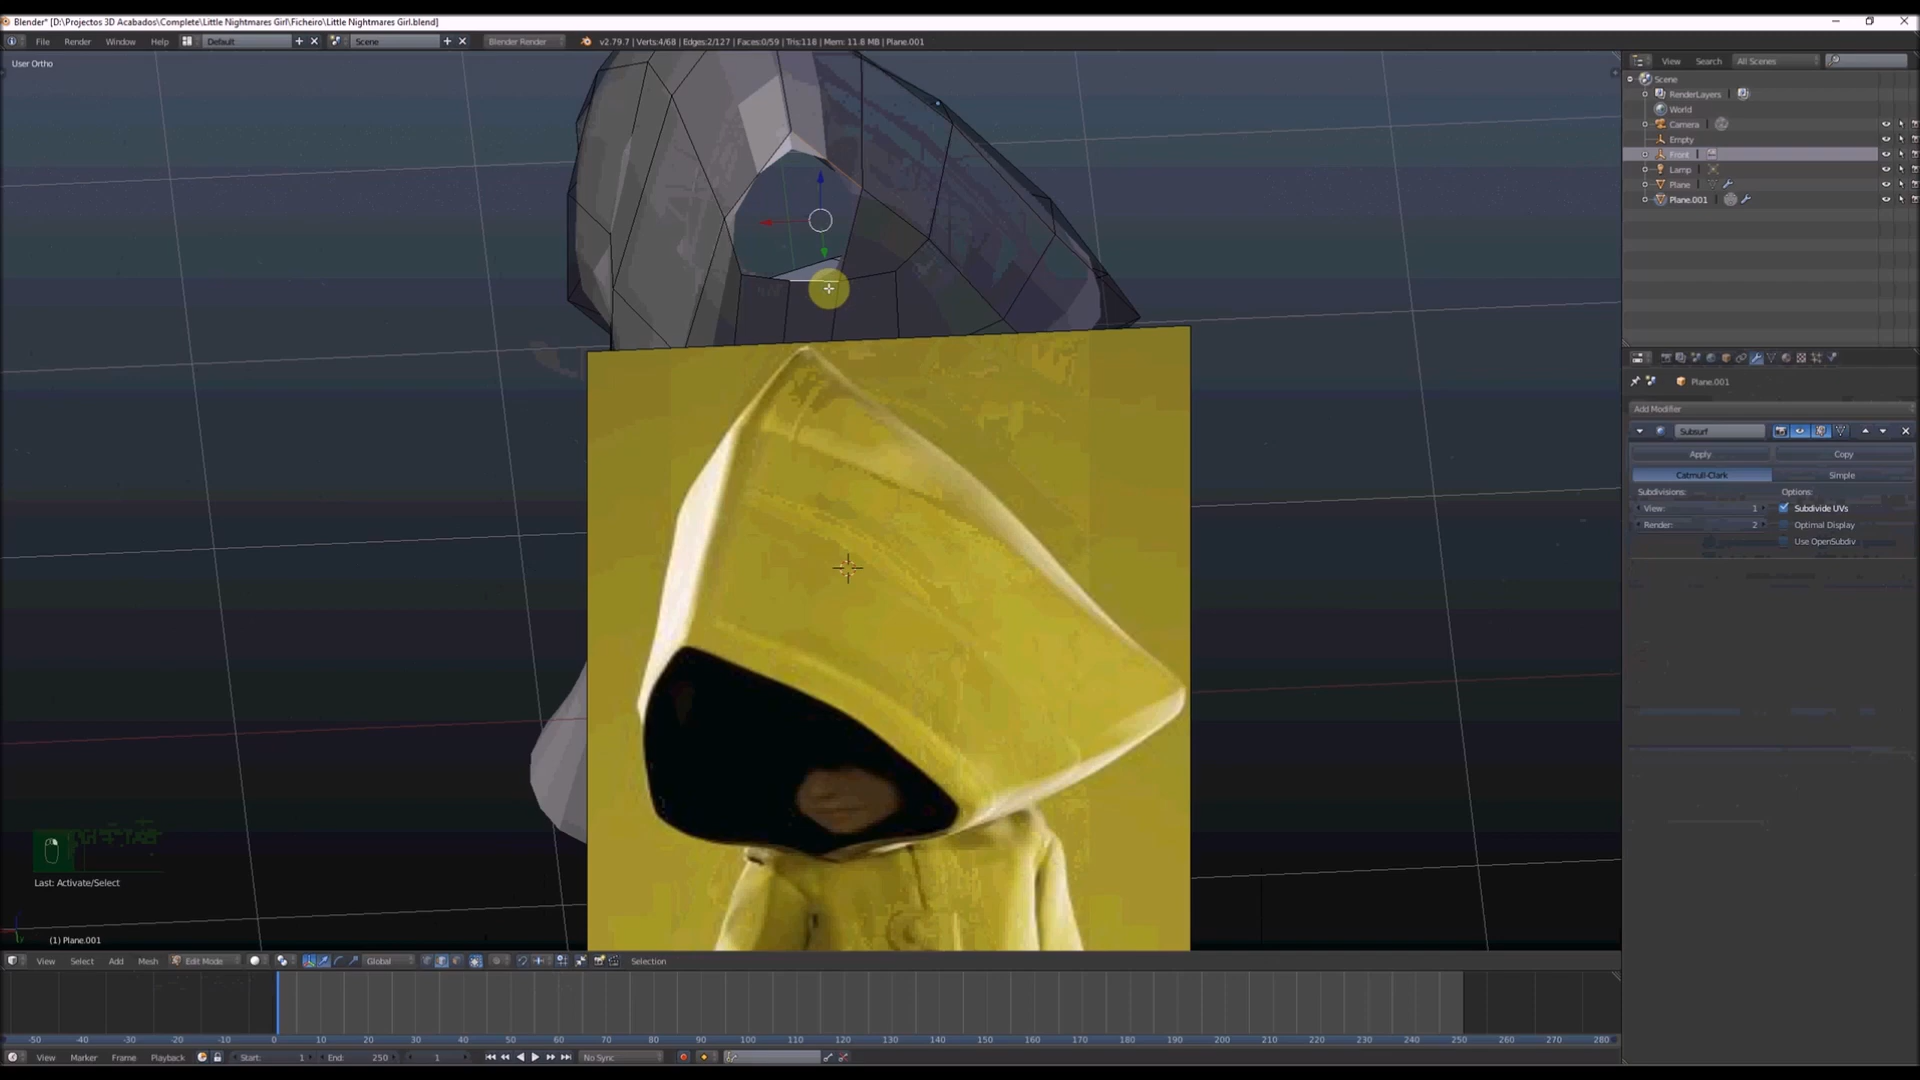 Blender* [D:\Projectos 3D Acabados\Complete\Little Nightmares Girl\Ficheiro\Little Nightmares Girl.blend]
File Render Window Help Default Scene Blender Render v2.79.7 | Verts:4/68 | Edges:2/127 | Faces:0/59 | Tris:118 | Mem: 11.8 MB | Plane.001
User Ortho
View Search All Scenes
Scene
RenderLayers
World
Camera
Empty
Front
Lamp
Plane
Plane.001
Plane.001
Add Modifier
Subsurf
Apply Copy
Catmull-Clark Simple
Subdivisions: Options:
View: 1 Subdivide UVs
Render: 2 Optimal Display
Use OpenSubdiv
Last: Activate/Select
(1) Plane.001
View Select Add Mesh Edit Mode Global Selection
-50 -40 -30 -20 -10 0 10 20 30 40 50 60 70 80 90 100 110 120 130 140 150 160 170 180 190 200 210 220 230 240 250 260 270 280
View Marker Frame Playback Start: 1 End: 250 1 No Sync